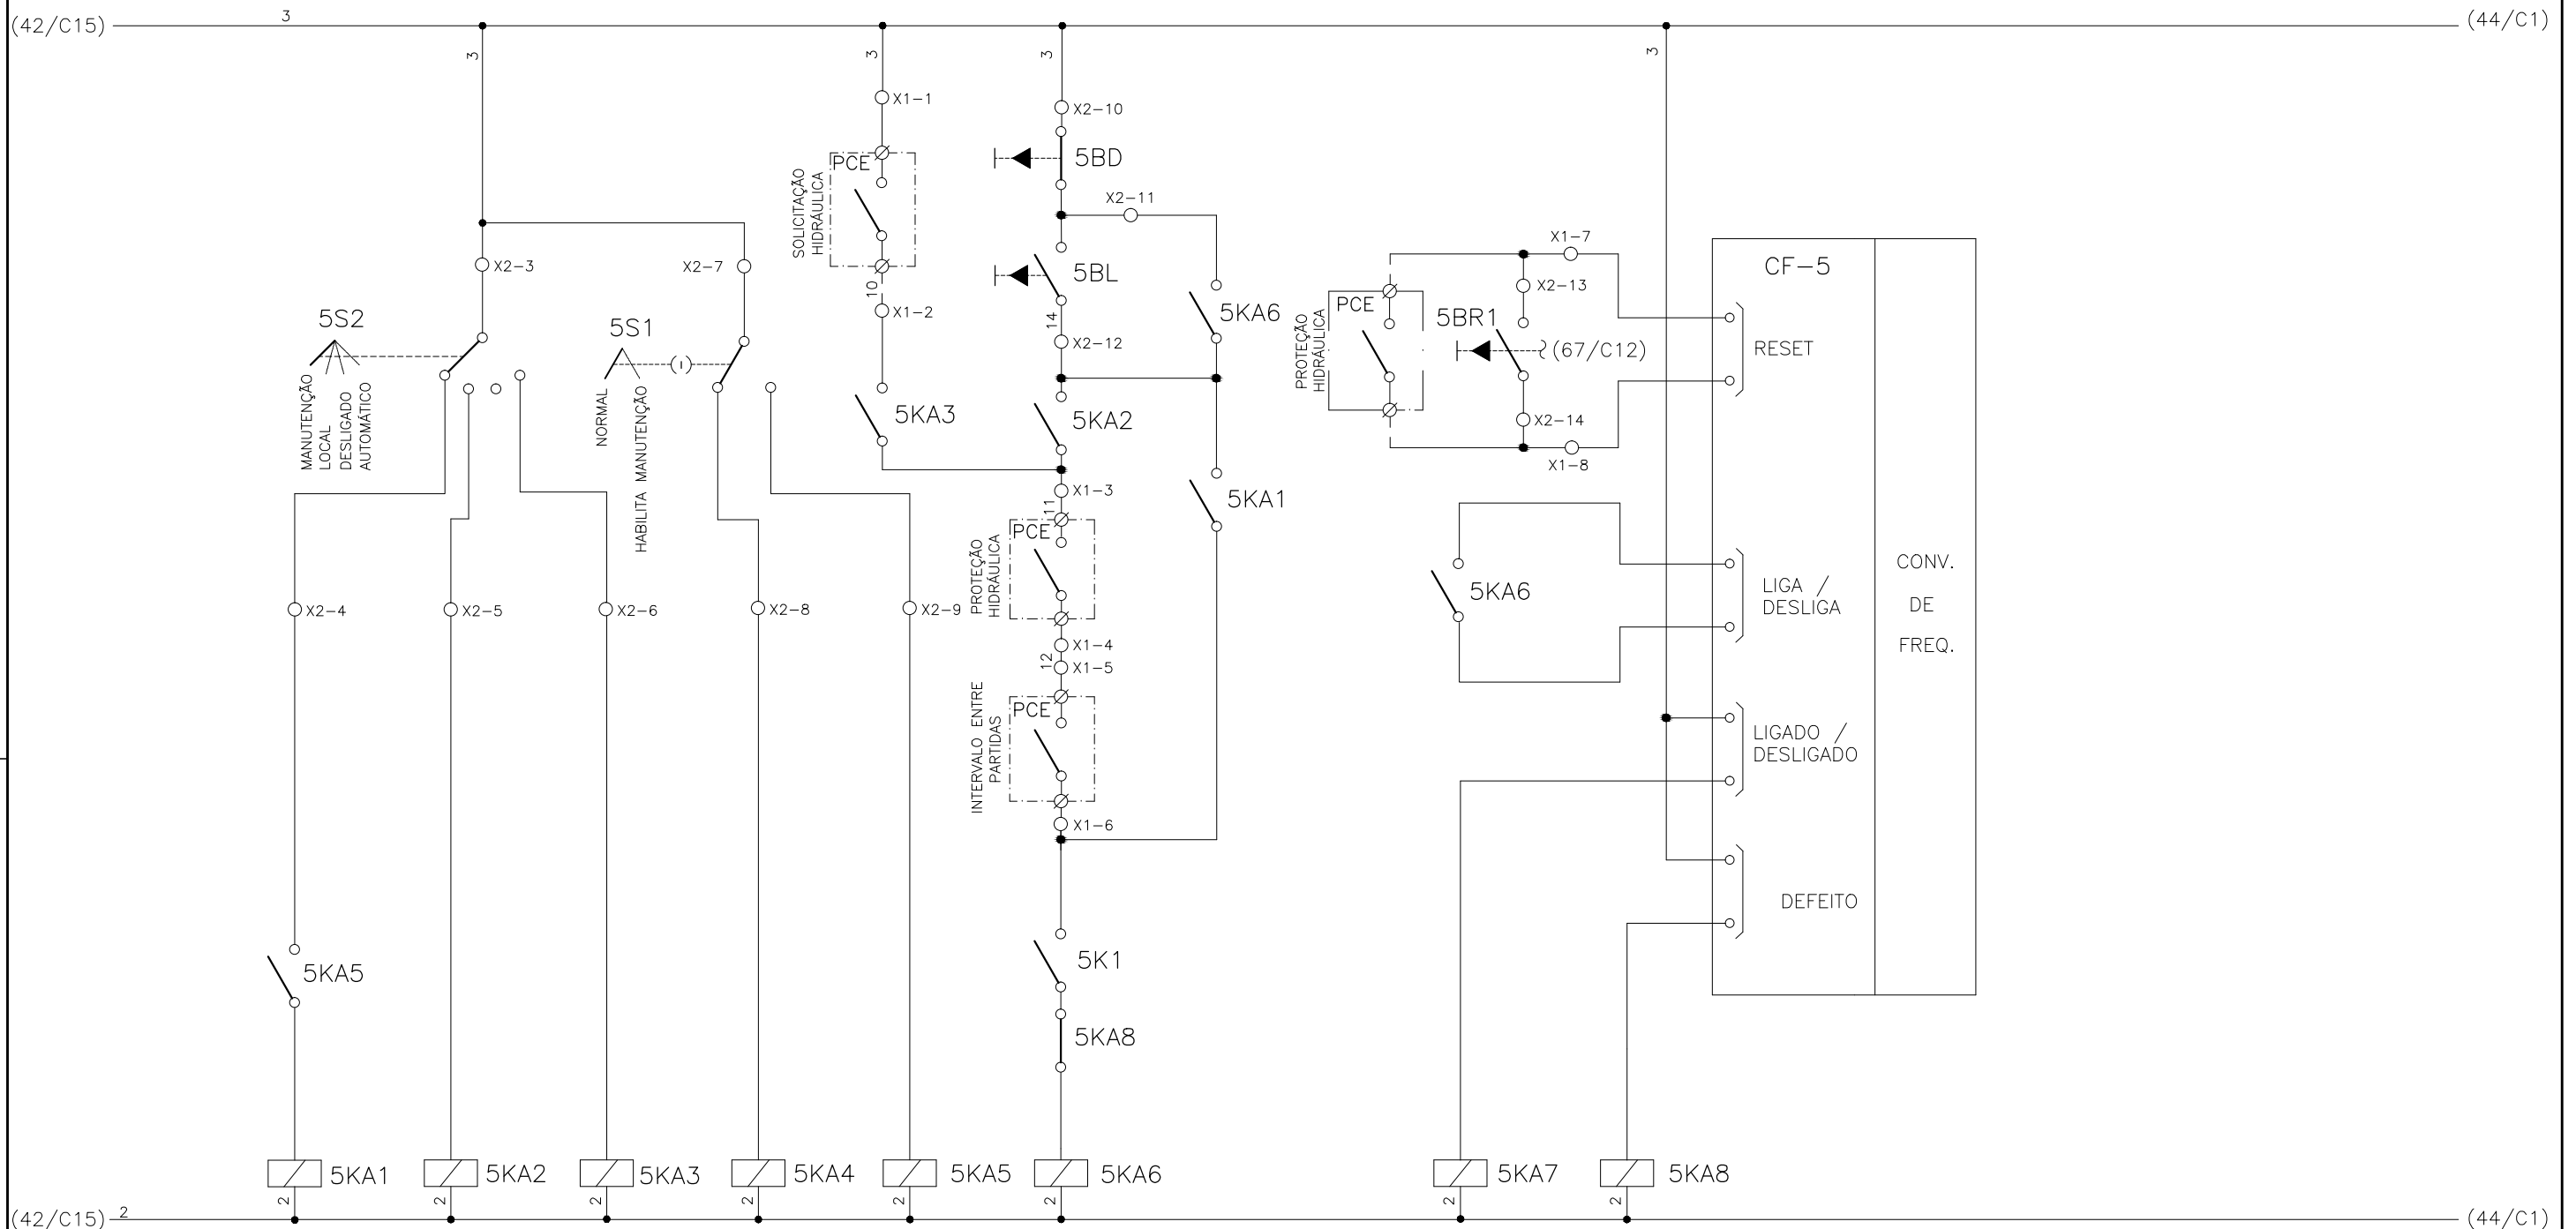 (42/C15)
3
(44/C1)
3
3
3
3
X1-1
X2-10
PCE
5BD
SOLICITAÇÃO
HIDRÁULICA
X2-11
X2-3
X2-7
5BL
10
X1-2
14
X2-12
5KA6
X1-7
X2-13
CF-5
PCE
5BR1
(67/C12)
RESET
PROTEÇÃO
HIDRÁULICA
5S2
5S1
MANUTENÇÃO
LOCAL
DESLIGADO
AUTOMÁTICO
NORMAL
HABILITA MANUTENÇÃO
5KA3
5KA2
X2-14
X1-8
X1-3
11
5KA1
PCE
PROTEÇÃO
HIDRÁULICA
CONV.
DE
FREQ.
5KA6
LIGA /
DESLIGA
X2-4
X2-5
X2-6
X2-8
X2-9
X1-4
12
X1-5
PCE
INTERVALO ENTRE
PARTIDAS
LIGADO /
DESLIGADO
X1-6
DEFEITO
5KA5
5K1
5KA8
5KA1
5KA2
5KA3
5KA4
5KA5
5KA6
5KA7
5KA8
2
2
2
2
2
2
2
2
(42/C15)
2
(44/C1)